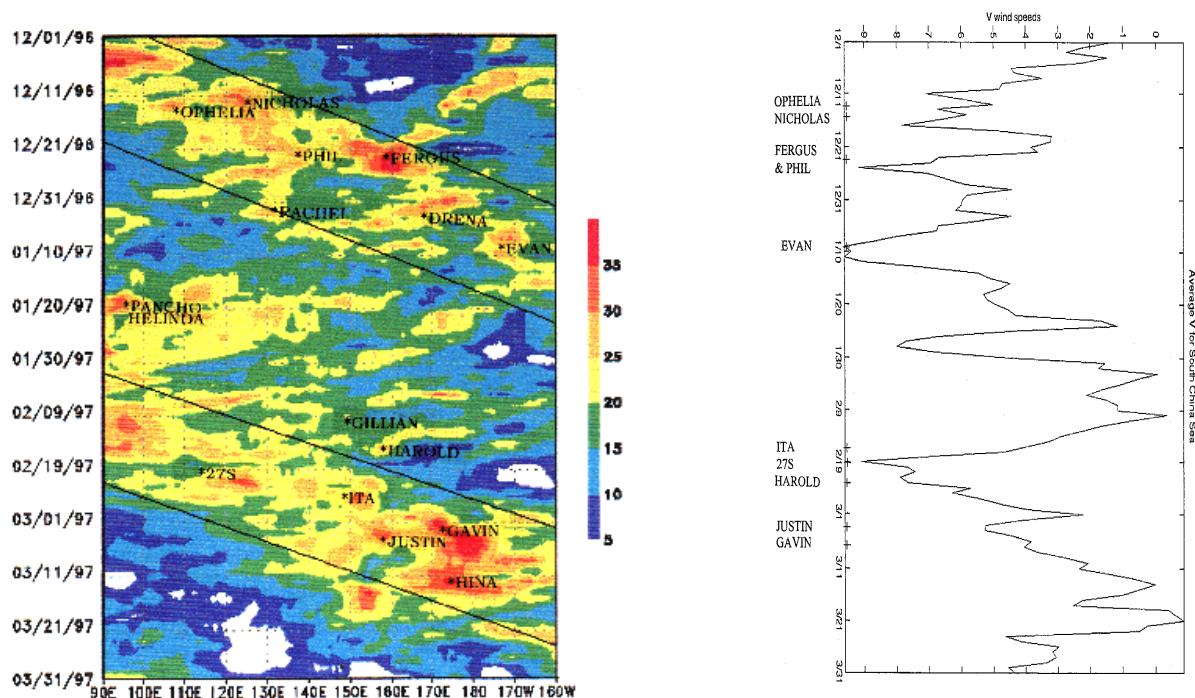 12/01/96
12/11/96
12/21/96
12/31/96
01/10/97
01/20/97
01/30/97
02/09/97
02/19/97
03/01/97
03/11/97
03/21/97
03/31/97
*NICHOLAS
*OPHELIA
*PHIL
*FERGUS
*RACHEL
*DRENA
*EVAN
*PANCHO
HELINDA
*GILLIAN
*HAROLD
*27S
*ITA
*GAVIN
*JUSTIN
*HINA
90E 100E 110E 120E 130E 140E 150E 160E 170E 180 170W 160W
35
30
25
20
15
10
5
V wind speeds
-9 -8 -7 -6 -5 -4 -3 -2 -1 0
12/1
12/11
12/21
12/31
1/10
1/20
1/30
2/9
2/19
3/1
3/11
3/21
3/31
OPHELIA
NICHOLAS
FERGUS
& PHIL
EVAN
ITA
27S
HAROLD
JUSTIN
GAVIN
Average V for South China Sea